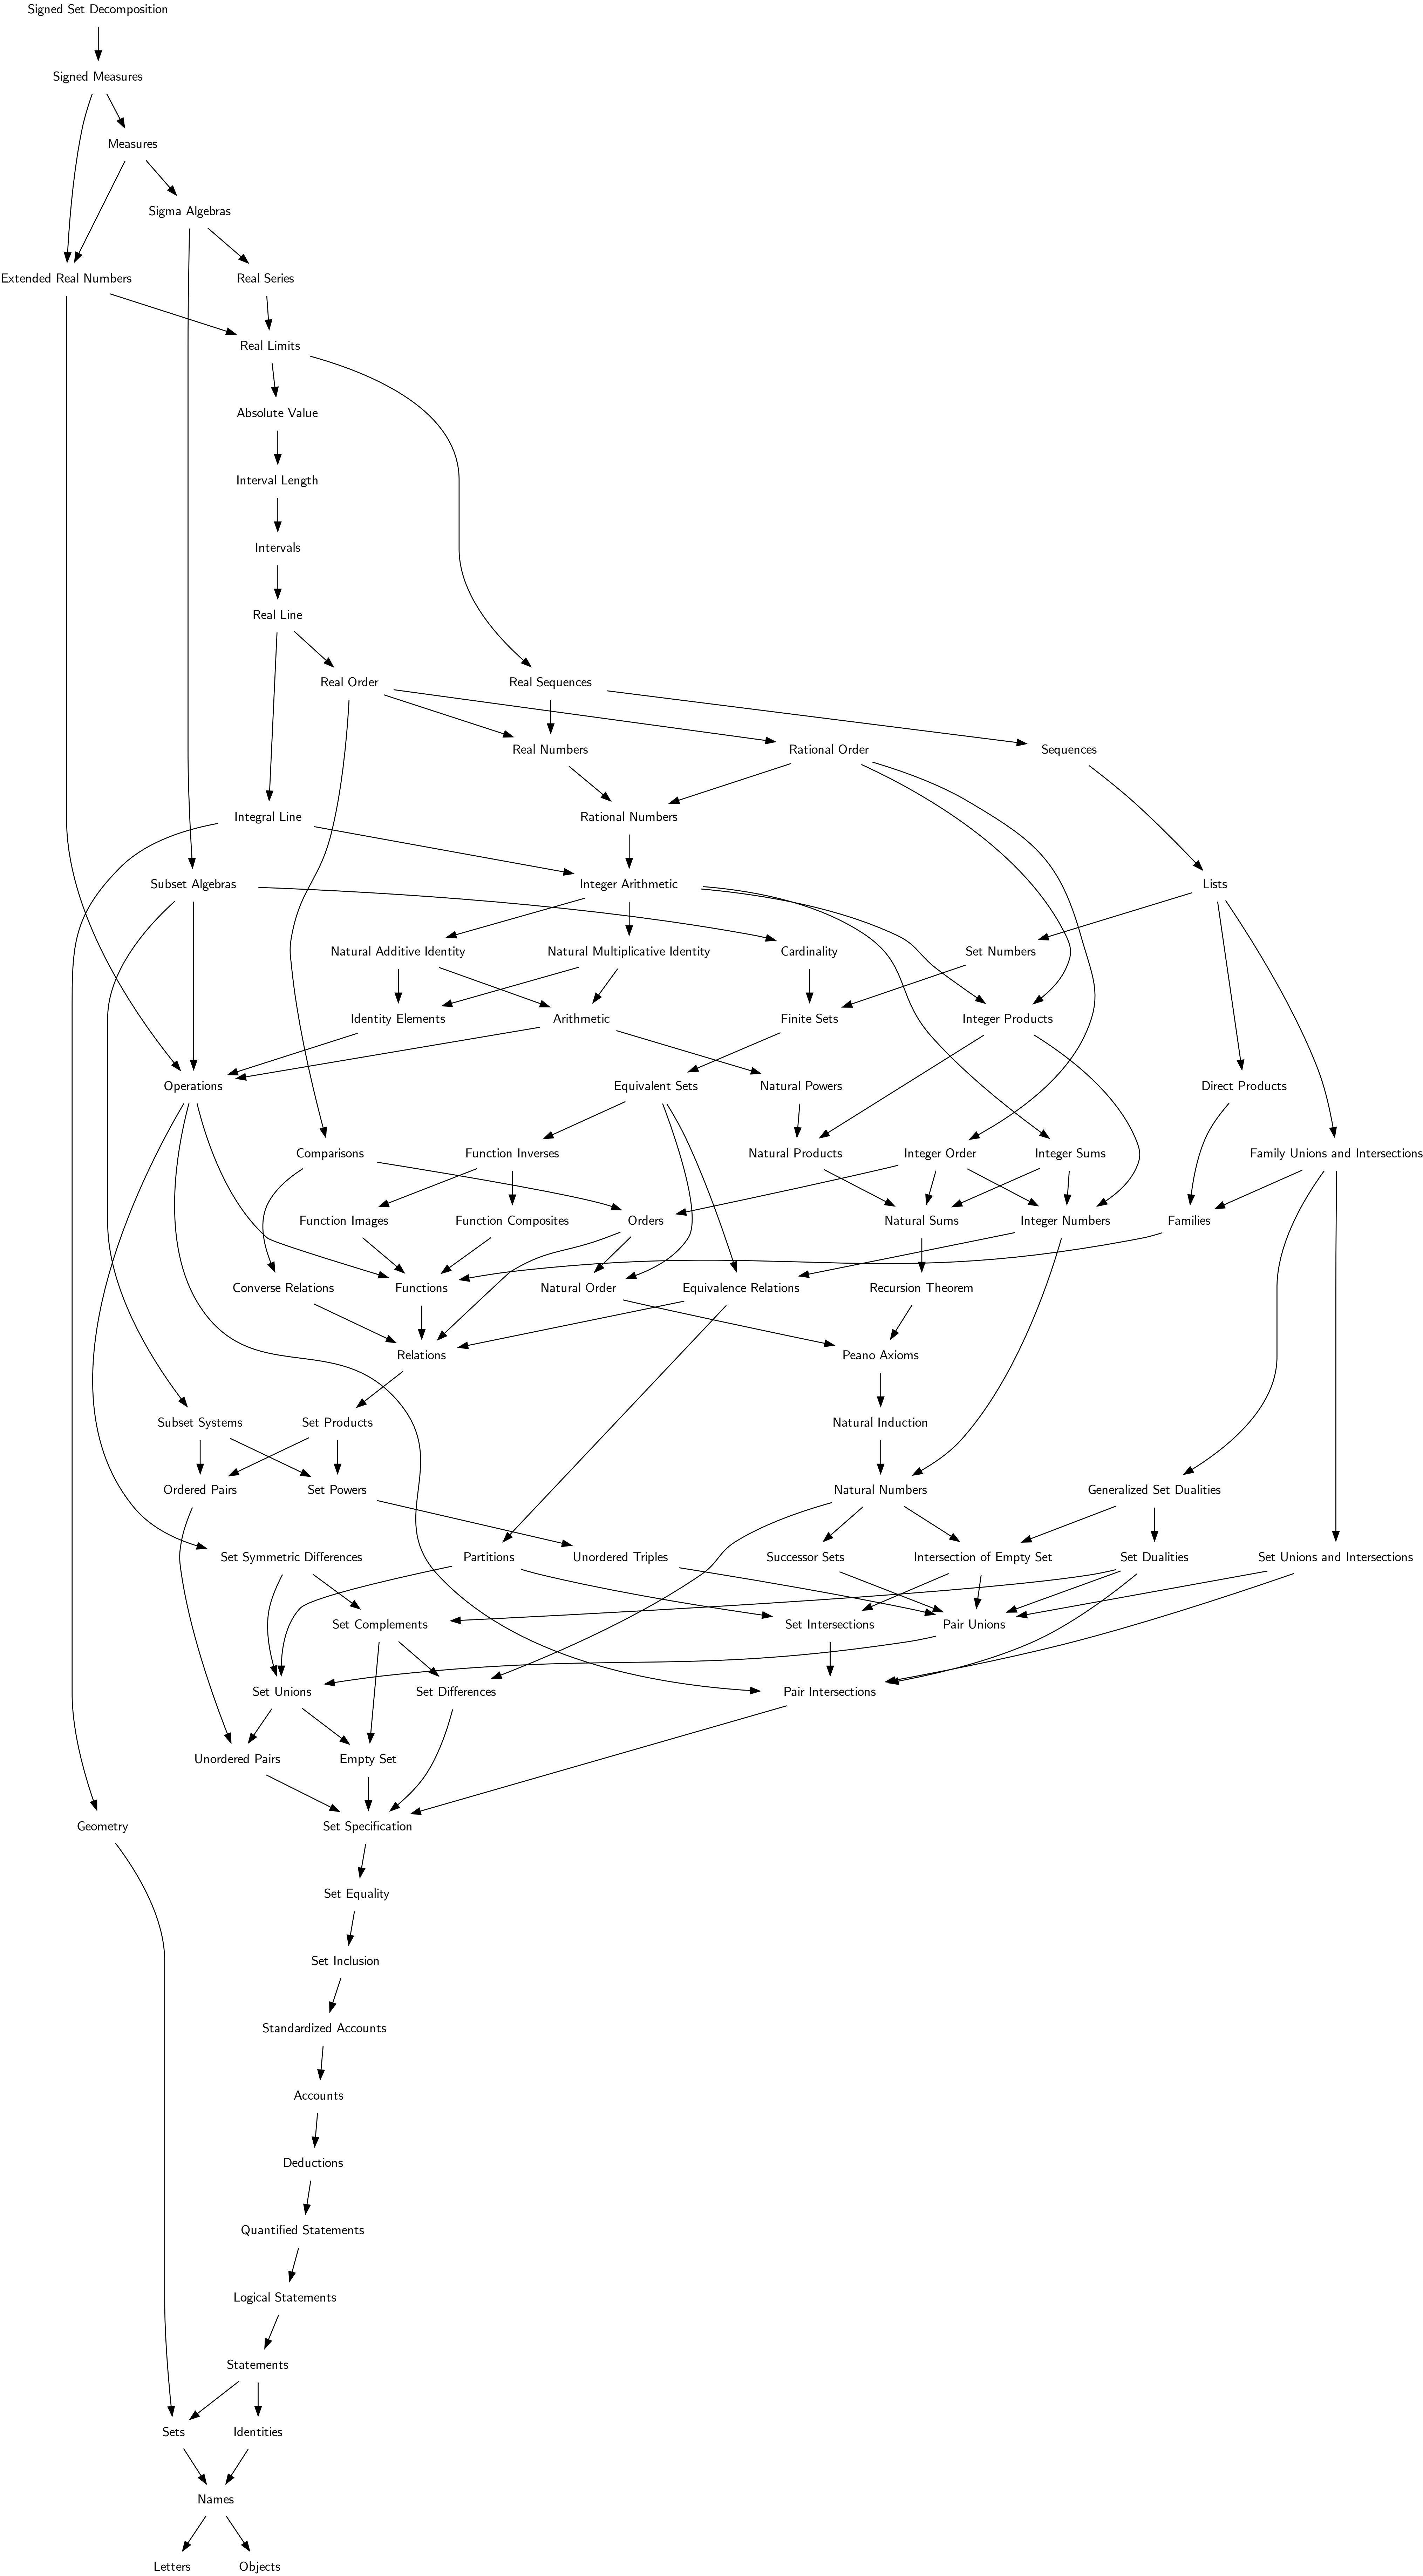 Signed Set Decomposition
Signed Measures
Measures
Sigma Algebras
Extended Real Numbers
Real Series
Real Limits
Absolute Value
Interval Length
Intervals
Real Line
Real Order
Real Sequences
Real Numbers
Rational Order
Sequences
Integral Line
Rational Numbers
Subset Algebras
Integer Arithmetic
Lists
Natural Additive Identity
Natural Multiplicative Identity
Cardinality
Set Numbers
Identity Elements
Arithmetic
Finite Sets
Integer Products
Operations
Equivalent Sets
Natural Powers
Direct Products
Comparisons
Function Inverses
Natural Products
Integer Order
Integer Sums
Family Unions and Intersections
Function Images
Function Composites
Orders
Natural Sums
Integer Numbers
Families
Converse Relations
Functions
Natural Order
Equivalence Relations
Recursion Theorem
Relations
Peano Axioms
Subset Systems
Set Products
Natural Induction
Ordered Pairs
Set Powers
Natural Numbers
Generalized Set Dualities
Set Symmetric Differences
Partitions
Unordered Triples
Successor Sets
Intersection of Empty Set
Set Dualities
Set Unions and Intersections
Set Complements
Set Intersections
Pair Unions
Set Unions
Set Differences
Pair Intersections
Unordered Pairs
Empty Set
Geometry
Set Specification
Set Equality
Set Inclusion
Standardized Accounts
Accounts
Deductions
Quantified Statements
Logical Statements
Statements
Sets
Identities
Names
Letters
Objects